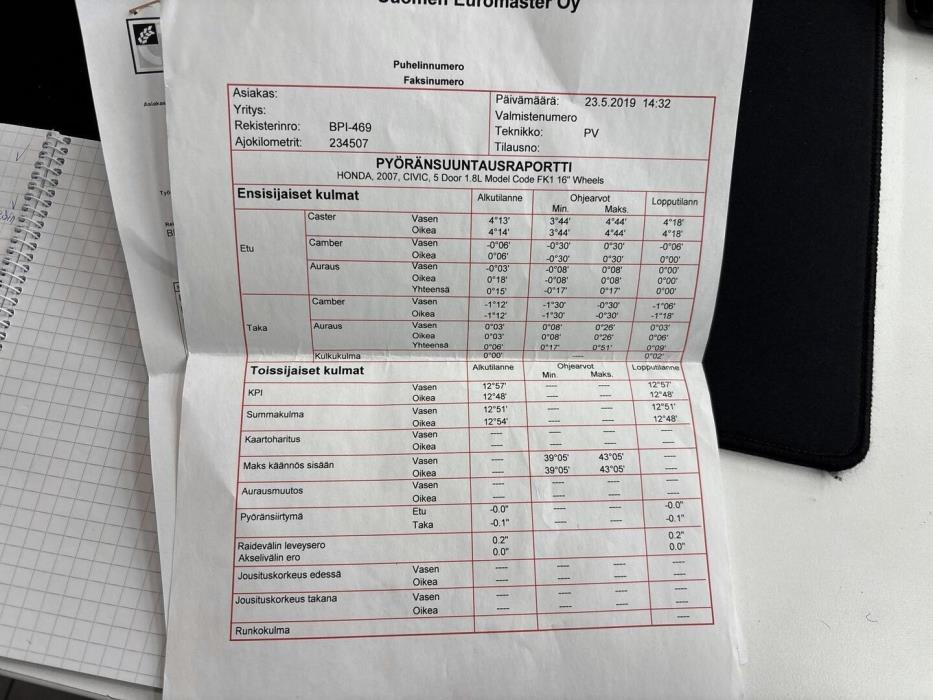 Suomen Euromaster Oy
Puhelinnumero
Faksinumero
Asiakas:
Yritys:
Rekisterinro: BPI-469
Ajokilometrit: 234507
Päivämäärä: 23.5.2019 14:32
Valmistenumero
Teknikko: PV
Tilausno:
PYÖRÄNSUUNTAUSRAPORTTI
HONDA, 2007, CIVIC, 5 Door 1.8L Model Code FK1 16" Wheels
Ensisijaiset kulmat Alkutilanne Ohjearvot Lopputilann
Min. Maks.
Etu
Caster Vasen 4°13' 3°44' 4°44' 4°18'
Oikea 4°14' 3°44' 4°44' 4°18'
Camber Vasen -0°06' -0°30' 0°30' -0°06'
Oikea 0°06' -0°30' 0°30' 0°00'
Auraus Vasen -0°03' -0°08' 0°08' 0°00'
Oikea 0°18' -0°08' 0°08' 0°00'
Yhteensä 0°15' -0°17' 0°17' 0°00'
Taka
Camber Vasen -1°12' -1°30' -0°30' -1°06'
Oikea -1°12' -1°30' -0°30' -1°18'
Auraus Vasen 0°03' 0°08' 0°26' 0°03'
Oikea 0°03' 0°08' 0°26' 0°06'
Yhteensä 0°06' 0°17' 0°51' 0°09'
Kulkukulma 0°00' ---- 0°02'
Toissijaiset kulmat Alkutilanne Ohjearvot Lopputilanne
Min. Maks.
KPI Vasen 12°57' ---- ---- 12°57'
Oikea 12°48' ---- ---- 12°48'
Summakulma Vasen 12°51' ---- ---- 12°51'
Oikea 12°54' ---- ---- 12°48'
Kaartoharitus Vasen ---- ---- ---- ----
Oikea ---- ---- ---- ----
Maks käännös sisään Vasen ---- 39°05' 43°05' ----
Oikea ---- 39°05' 43°05' ----
Aurausmuutos Vasen ---- ---- ---- ----
Oikea ---- ---- ---- ----
Pyöränsiirtymä Etu -0.0" ---- ---- -0.0"
Taka -0.1" ---- ---- -0.1"
Raidevälin leveysero 0.2" 0.2"
Akselivälin ero 0.0" 0.0"
Jousituskorkeus edessä Vasen ---- ---- ---- ----
Oikea ---- ---- ---- ----
Jousituskorkeus takana Vasen ---- ---- ---- ----
Oikea ---- ---- ---- ----
Runkokulma ----